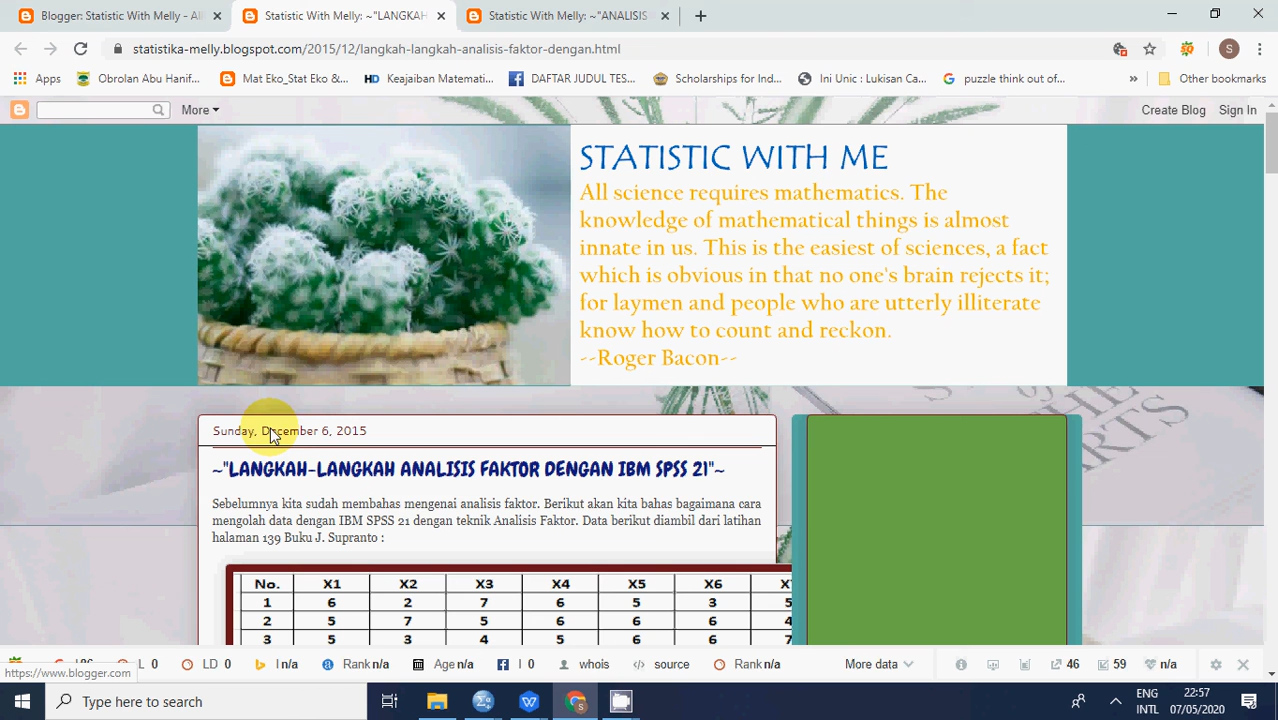 Blogger: Statistic With Melly - Al
Statistic With Melly: ~"LANGKAH
Statistic With Melly: ~"ANALISIS
statistika-melly.blogspot.com/2015/12/langkah-langkah-analisis-faktor-dengan.html
S
Apps
Obrolan Abu Hanif...
Mat Eko_Stat Eko &...
HD Keajaiban Matemati...
DAFTAR JUDUL TES...
Scholarships for Ind...
Ini Unic : Lukisan Ca...
puzzle think out of...
»
Other bookmarks
More
Create Blog
Sign In
STATISTIC WITH ME
All science requires mathematics. The
knowledge of mathematical things is almost
innate in us. This is the easiest of sciences, a fact
which is obvious in that no one's brain rejects it;
for laymen and people who are utterly illiterate
know how to count and reckon.
--Roger Bacon--
Sunday, December 6, 2015
~"LANGKAH-LANGKAH ANALISIS FAKTOR DENGAN IBM SPSS 21"~
Sebelumnya kita sudah membahas mengenai analisis faktor. Berikut akan kita bahas bagaimana cara
mengolah data dengan IBM SPSS 21 dengan teknik Analisis Faktor. Data berikut diambil dari latihan
halaman 139 Buku J. Supranto :
No. X1 X2 X3 X4 X5 X6 X
1 6 2 7 6 5 3 5
2 5 7 5 6 6 6 4
3 5 3 4 5 6 6
L 0
LD 0
I n/a
Rank n/a
Age n/a
I 0
whois
source
Rank n/a
More data
46
59
n/a
https://www.blogger.com
Type here to search
ENG
INTL
22:57
07/05/2020